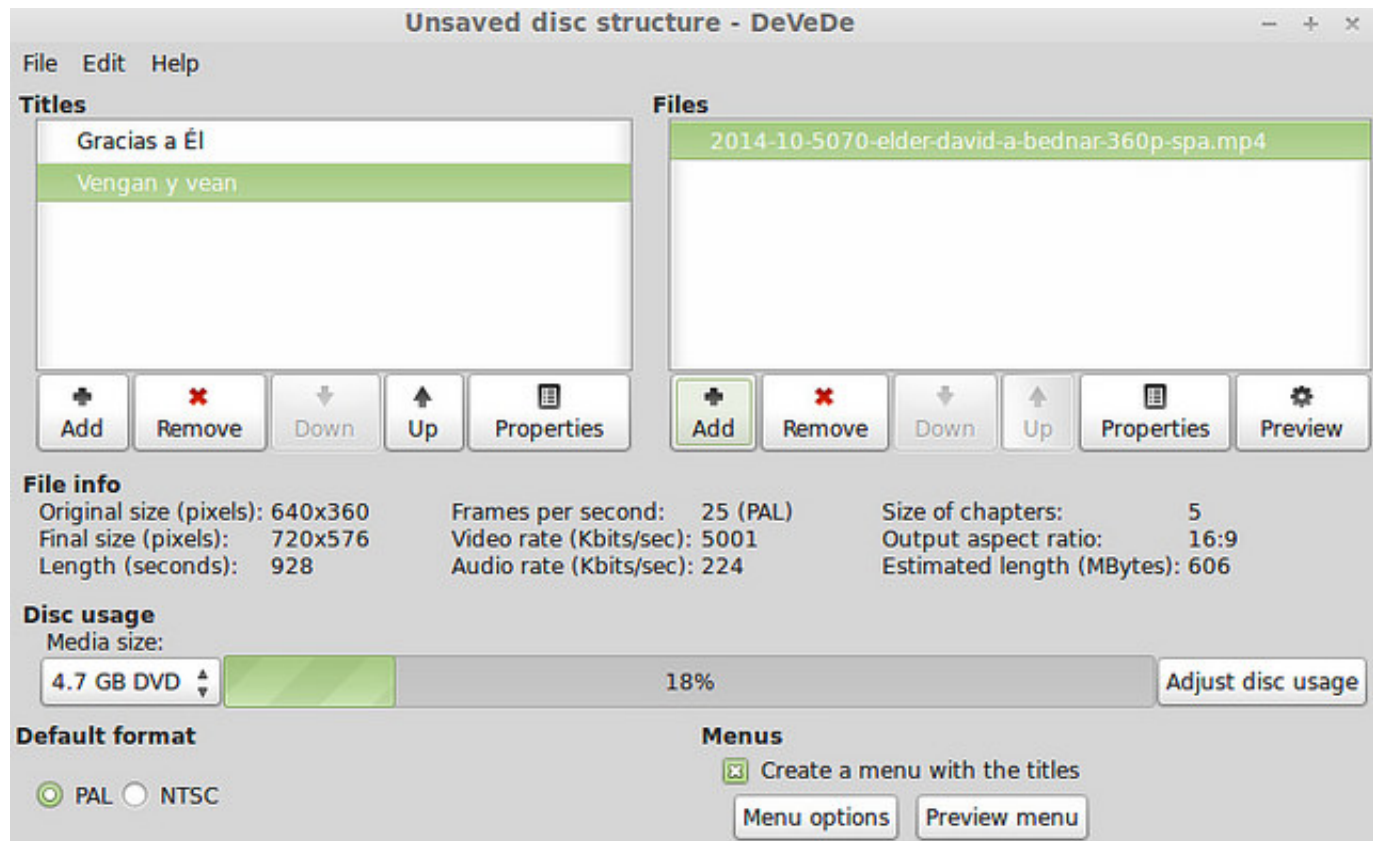 Unsaved disc structure - DeVeDe
File Edit Help
Titles
Gracias a Él
Vengan y vean
Add Remove Down Up Properties
Files
2014-10-5070-elder-david-a-bednar-360p-spa.mp4
Add Remove Down Up Properties Preview
File info
Original size (pixels): 640x360 Frames per second: 25 (PAL) Size of chapters: 5
Final size (pixels): 720x576 Video rate (Kbits/sec): 5001 Output aspect ratio: 16:9
Length (seconds): 928 Audio rate (Kbits/sec): 224 Estimated length (MBytes): 606
Disc usage
Media size:
4.7 GB DVD 18% Adjust disc usage
Default format
PAL NTSC
Menus
Create a menu with the titles
Menu options Preview menu